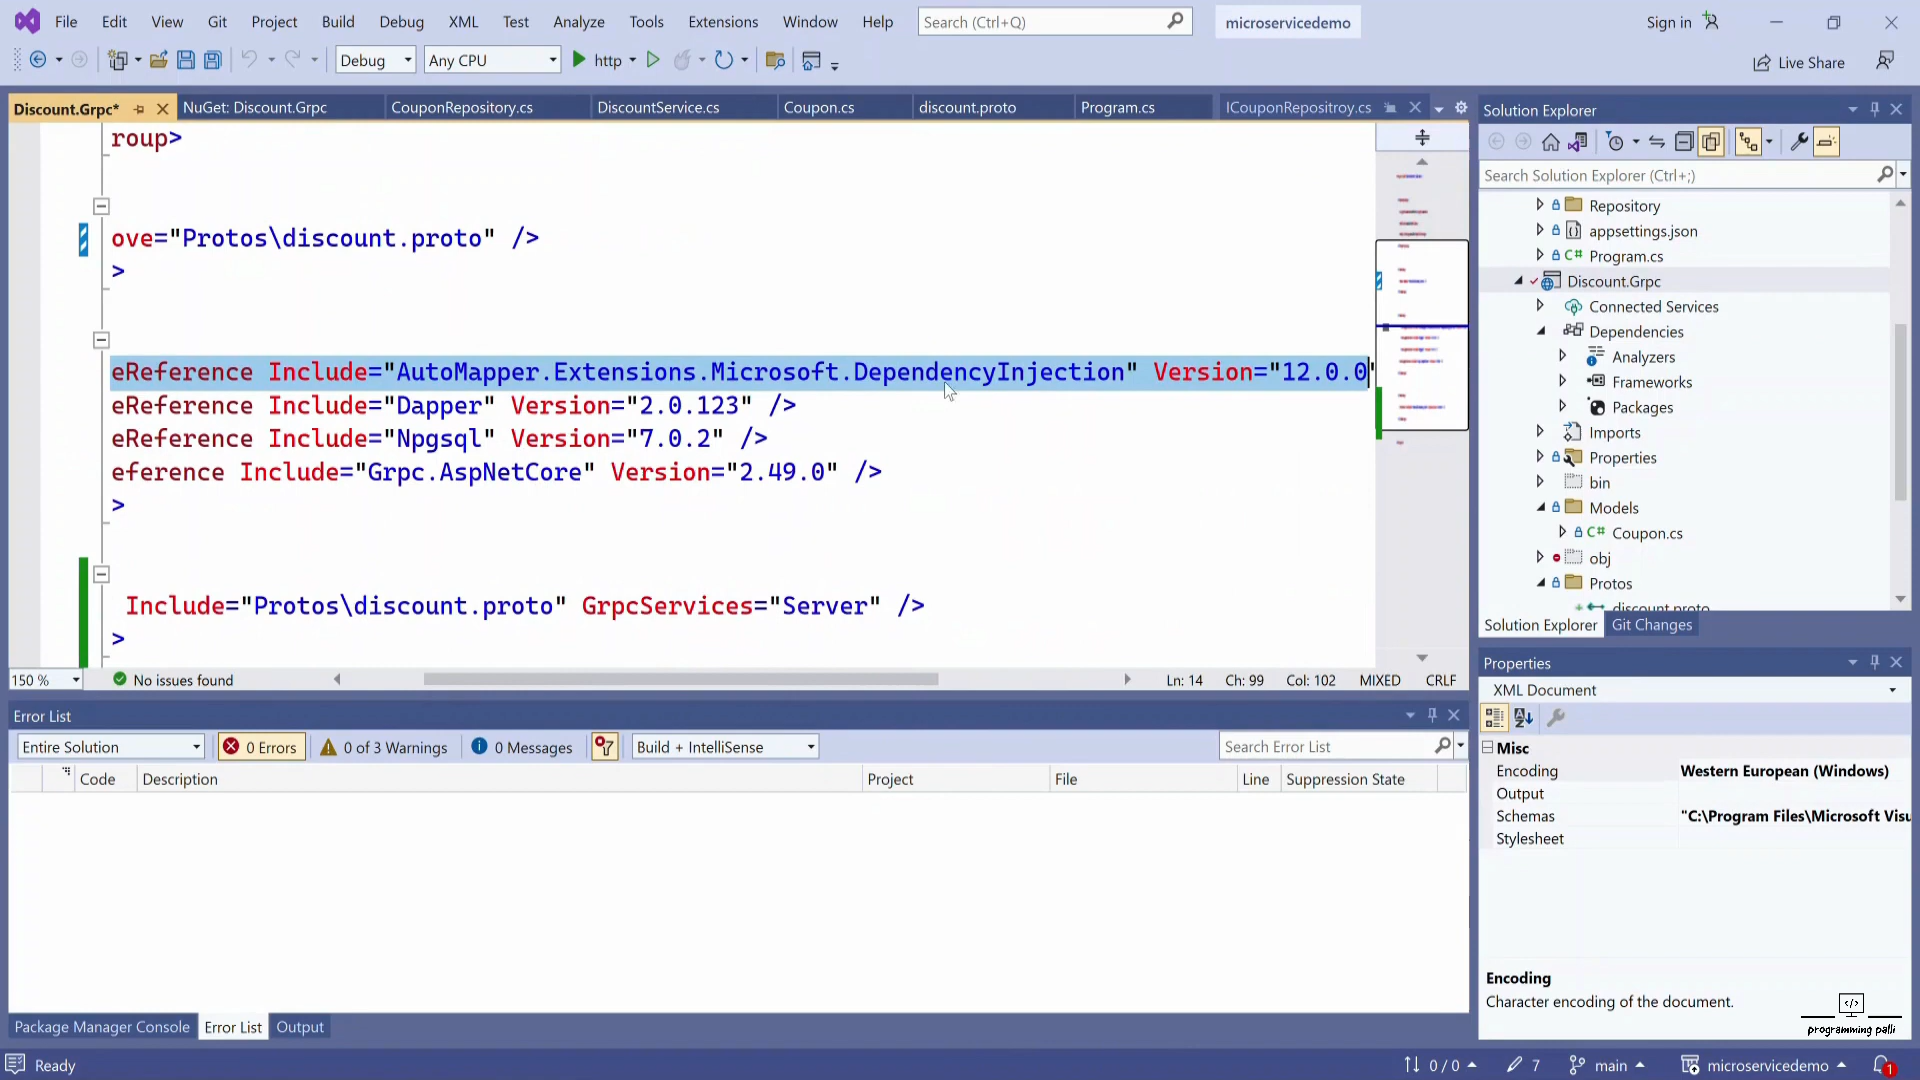 File Edit View Git Project Build Debug XML Test Analyze Tools Extensions Window Help Search (Ctrl+Q) microservicedemo Sign in
Debug Any CPU http Live Share
Discount.Grpc* NuGet: Discount.Grpc CouponRepository.cs DiscountService.cs Coupon.cs discount.proto Program.cs ICouponRepositroy.cs
roup>
ove="Protos\discount.proto" />
>
eReference Include="AutoMapper.Extensions.Microsoft.DependencyInjection" Version="12.0.0"
eReference Include="Dapper" Version="2.0.123" />
eReference Include="Npgsql" Version="7.0.2" />
eference Include="Grpc.AspNetCore" Version="2.49.0" />
>
Include="Protos\discount.proto" GrpcServices="Server" />
>
150 % No issues found Ln: 14 Ch: 99 Col: 102 MIXED CRLF
Solution Explorer
Search Solution Explorer (Ctrl+;)
Repository
appsettings.json
C# Program.cs
Discount.Grpc
Connected Services
Dependencies
Analyzers
Frameworks
Packages
Imports
Properties
bin
Models
C# Coupon.cs
obj
Protos
discount.proto
Solution Explorer Git Changes
Error List
Entire Solution 0 Errors 0 of 3 Warnings 0 Messages Build + IntelliSense Search Error List
Code Description Project File Line Suppression State
Properties
XML Document
Misc
Encoding Western European (Windows)
Output
Schemas "C:\Program Files\Microsoft Visu
Stylesheet
Encoding
Character encoding of the document.
programming palli
Package Manager Console Error List Output
Ready 0 / 0 7 main microservicedemo 1